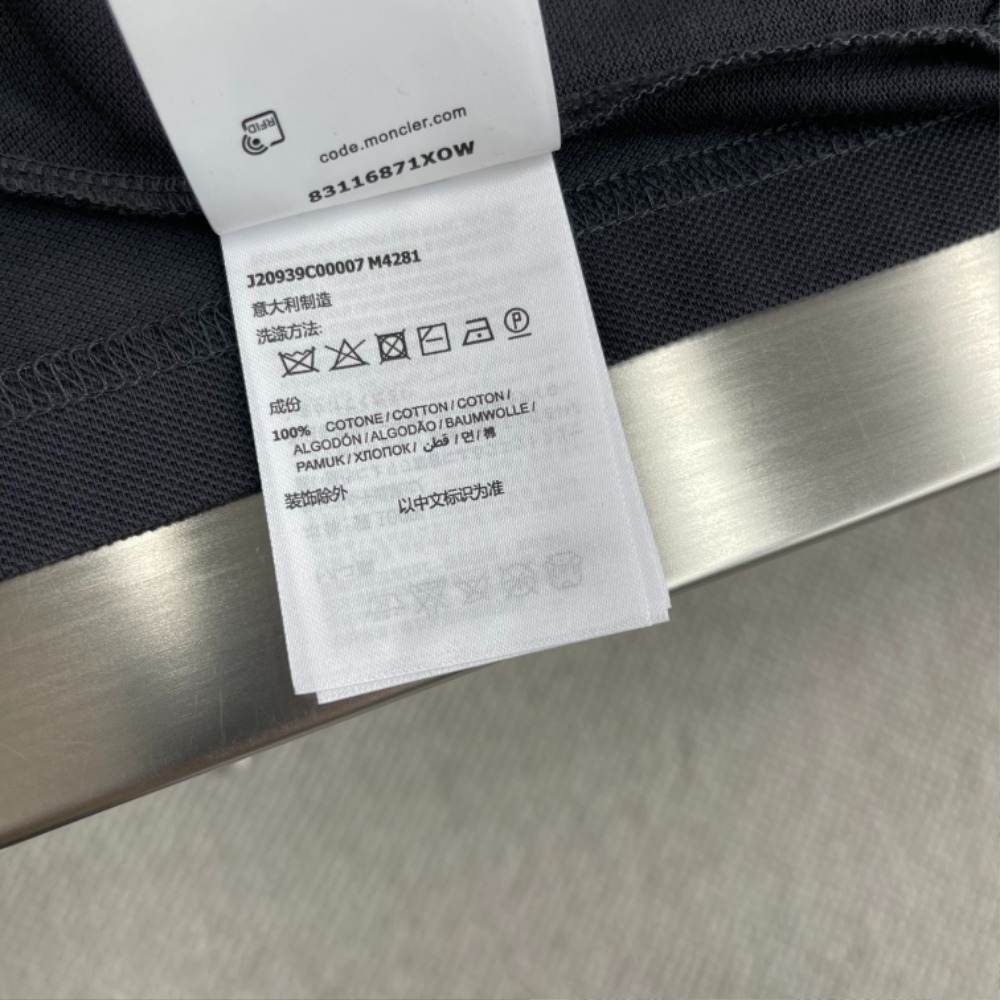 RFID
code.moncler.com
83116871XOW
J20939C00007 M4281
意大利制造
洗涤方法:
P
成份
100% COTONE / COTTON / COTON /
ALGODÓN / ALGODÃO / BAUMWOLLE /
PAMUK / ХЛОПОК / قطن / 면 / 棉
装饰除外 以中文标识为准